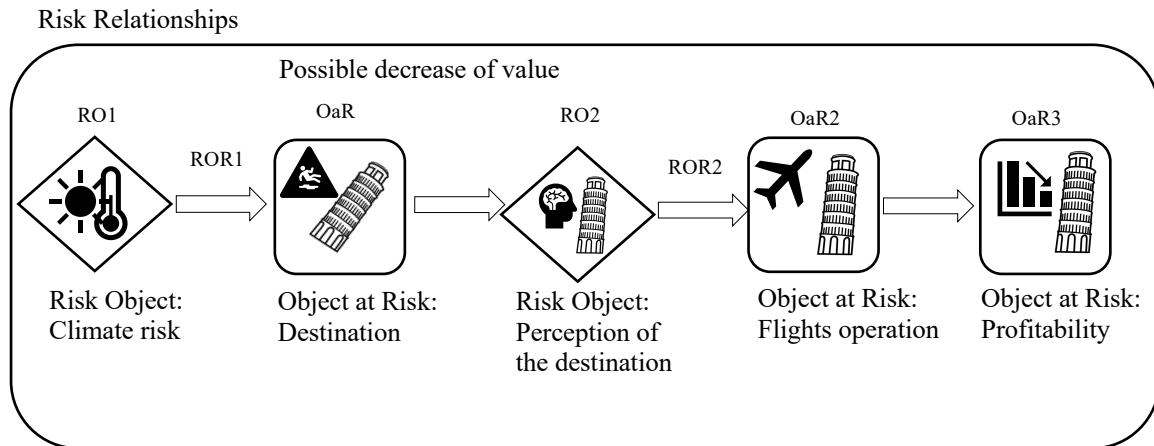 Risk Relationships
Possible decrease of value
RO1
OaR
RO2
OaR2
OaR3
ROR1
ROR2
Risk Object:
Climate risk
Object at Risk:
Destination
Risk Object:
Perception of
the destination
Object at Risk:
Flights operation
Object at Risk:
Profitability